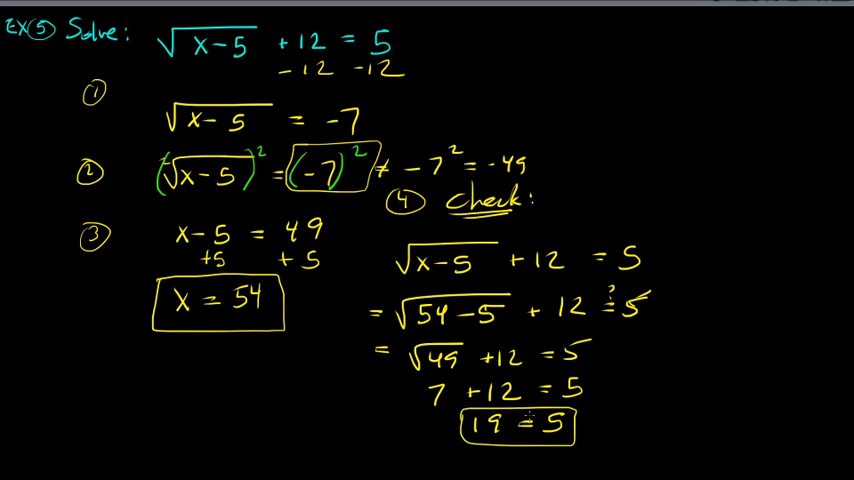 EX(5) Solve: √(x-5) +12 = 5
-12 -12
①
√(x-5) = -7
② (√(x-5))² = (-7)² ≠ -7² = -49
④ Check:
③ x-5 = 49
+5 +5
x = 54
√(x-5) +12 = 5
= √(54-5) + 12 ≟ 5
= √49 +12 = 5
7 +12 = 5
19 = 5